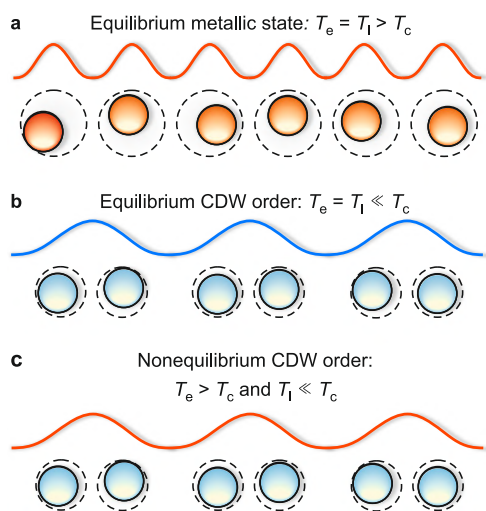 a Equilibrium metallic state: Te = Tl > Tc
b Equilibrium CDW order: Te = Tl ≪ Tc
c Nonequilibrium CDW order:
Te > Tc and Tl ≪ Tc